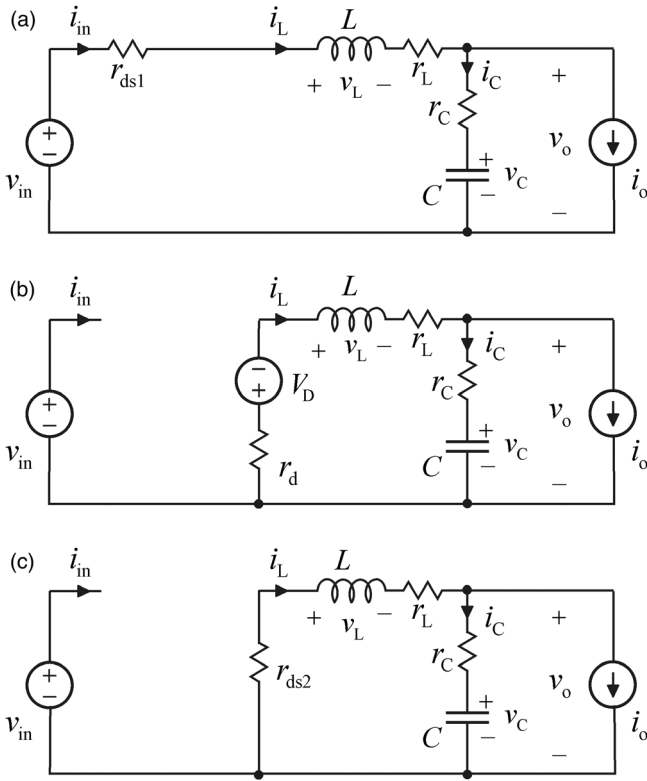 (a)
i_in i_L L
r_ds1 + v_L − r_L i_C +
r_C
+ − v_in v_o i_o
C + v_C −
−
(b)
i_in i_L L
+ v_L − r_L i_C +
− + V_D r_C
+ − v_in v_o i_o
r_d C + v_C −
−
(c)
i_in i_L L
+ v_L − r_L i_C +
r_ds2 r_C
+ − v_in v_o i_o
C + v_C −
−